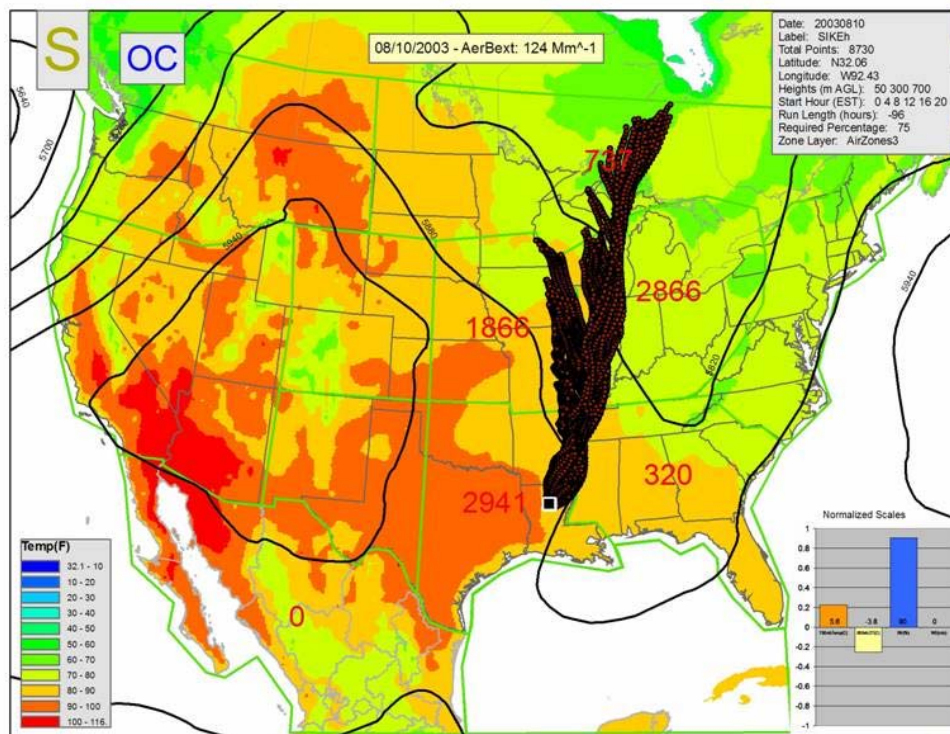 S
OC
08/10/2003 - AerBext: 124 Mm^-1
Date: 20030810
Label: SIKEh
Total Points: 8730
Latitude: N32.06
Longitude: W92.43
Heights (m AGL): 50 300 700
Start Hour (EST): 0 4 8 12 16 20
Run Length (hours): -96
Required Percentage: 75
Zone Layer: AirZones3
5640
5700
5940
5880
5820
5940
737
2866
1866
2941
320
0
Temp(F)
32.1 - 10
10 - 20
20 - 30
30 - 40
40 - 50
50 - 60
60 - 70
70 - 80
80 - 90
90 - 100
100 - 116.
Normalized Scales
1
0.8
0.6
0.4
0.2
0
-0.2
-0.4
-0.6
-0.8
-1
5.8
-3.8
90
0